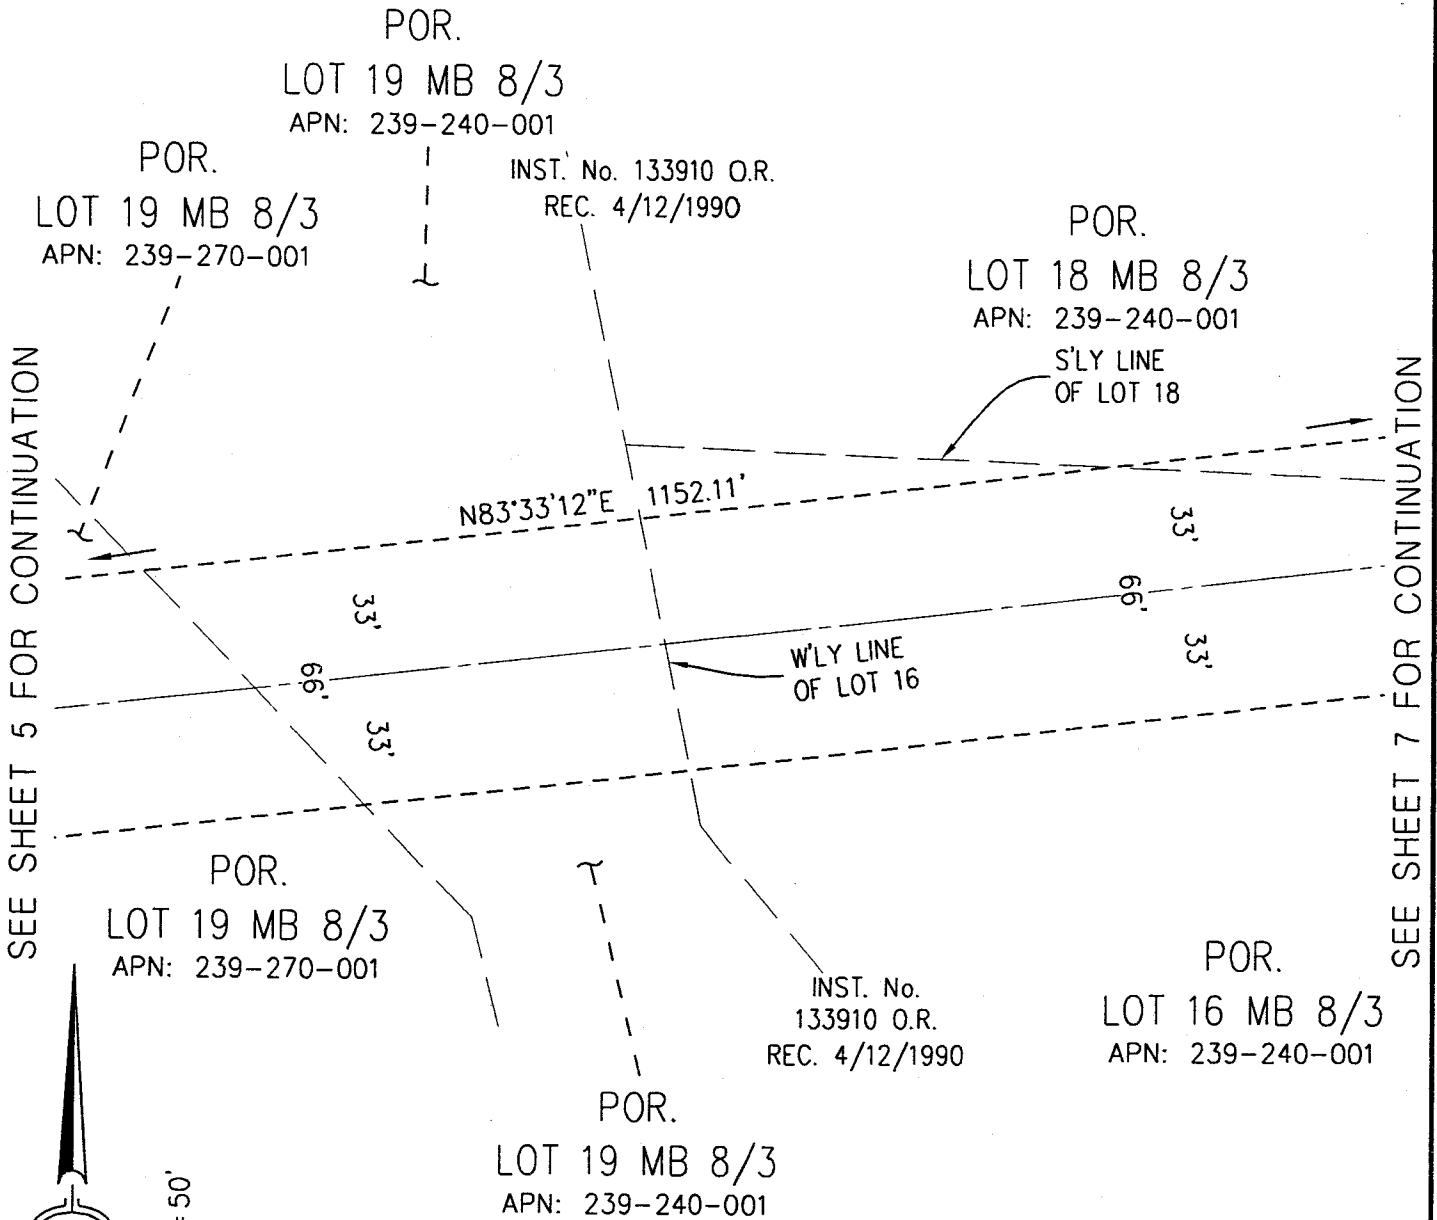 POR.
LOT 19 MB 8/3
APN: 239-240-001
POR.
LOT 19 MB 8/3
APN: 239-270-001
INST. No. 133910 O.R.
REC. 4/12/1990
POR.
LOT 18 MB 8/3
APN: 239-240-001
S'LY LINE
OF LOT 18
SEE SHEET 5 FOR CONTINUATION
SEE SHEET 7 FOR CONTINUATION
N83°33'12"E 1152.11'
33'
66'
33'
33'
66'
33'
W'LY LINE
OF LOT 16
POR.
LOT 19 MB 8/3
APN: 239-270-001
INST. No.
133910 O.R.
REC. 4/12/1990
POR.
LOT 16 MB 8/3
APN: 239-240-001
POR.
LOT 19 MB 8/3
APN: 239-240-001
=50'